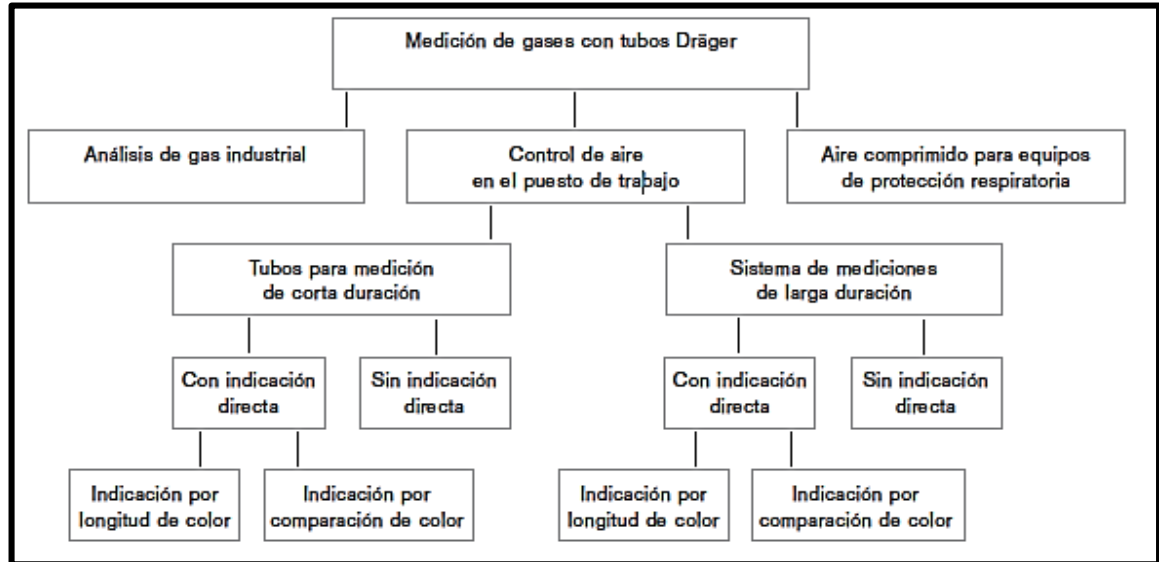 Medición de gases con tubos Dräger
Análisis de gas industrial
Control de aire
en el puesto de trabajo
Aire comprimido para equipos
de protección respiratoria
Tubos para medición
de corta duración
Sistema de mediciones
de larga duración
Con indicación
directa
Sin indicación
directa
Con indicación
directa
Sin indicación
directa
Indicación por
longitud de color
Indicación por
comparación de color
Indicación por
longitud de color
Indicación por
comparación de color